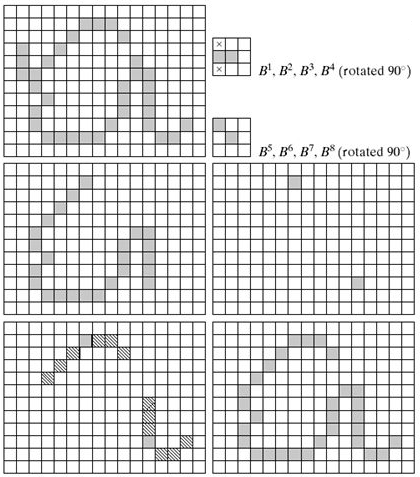 × 
×
B¹, B², B³, B⁴ (rotated 90°)
B⁵, B⁶, B⁷, B⁸ (rotated 90°)